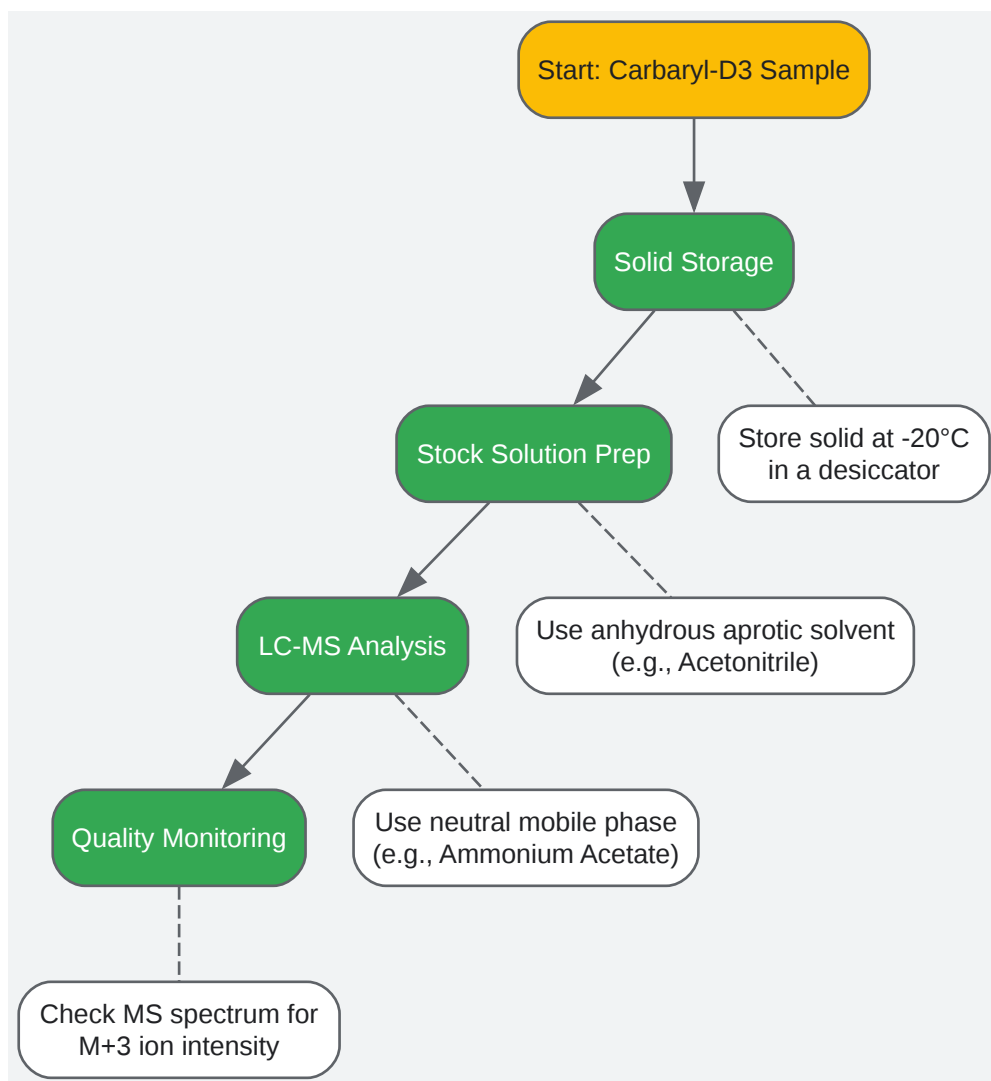 Start: Carbaryl-D3 Sample
Solid Storage
Stock Solution Prep
Store solid at -20°C
in a desiccator
LC-MS Analysis
Use anhydrous aprotic solvent
(e.g., Acetonitrile)
Quality Monitoring
Use neutral mobile phase
(e.g., Ammonium Acetate)
Check MS spectrum for
M+3 ion intensity